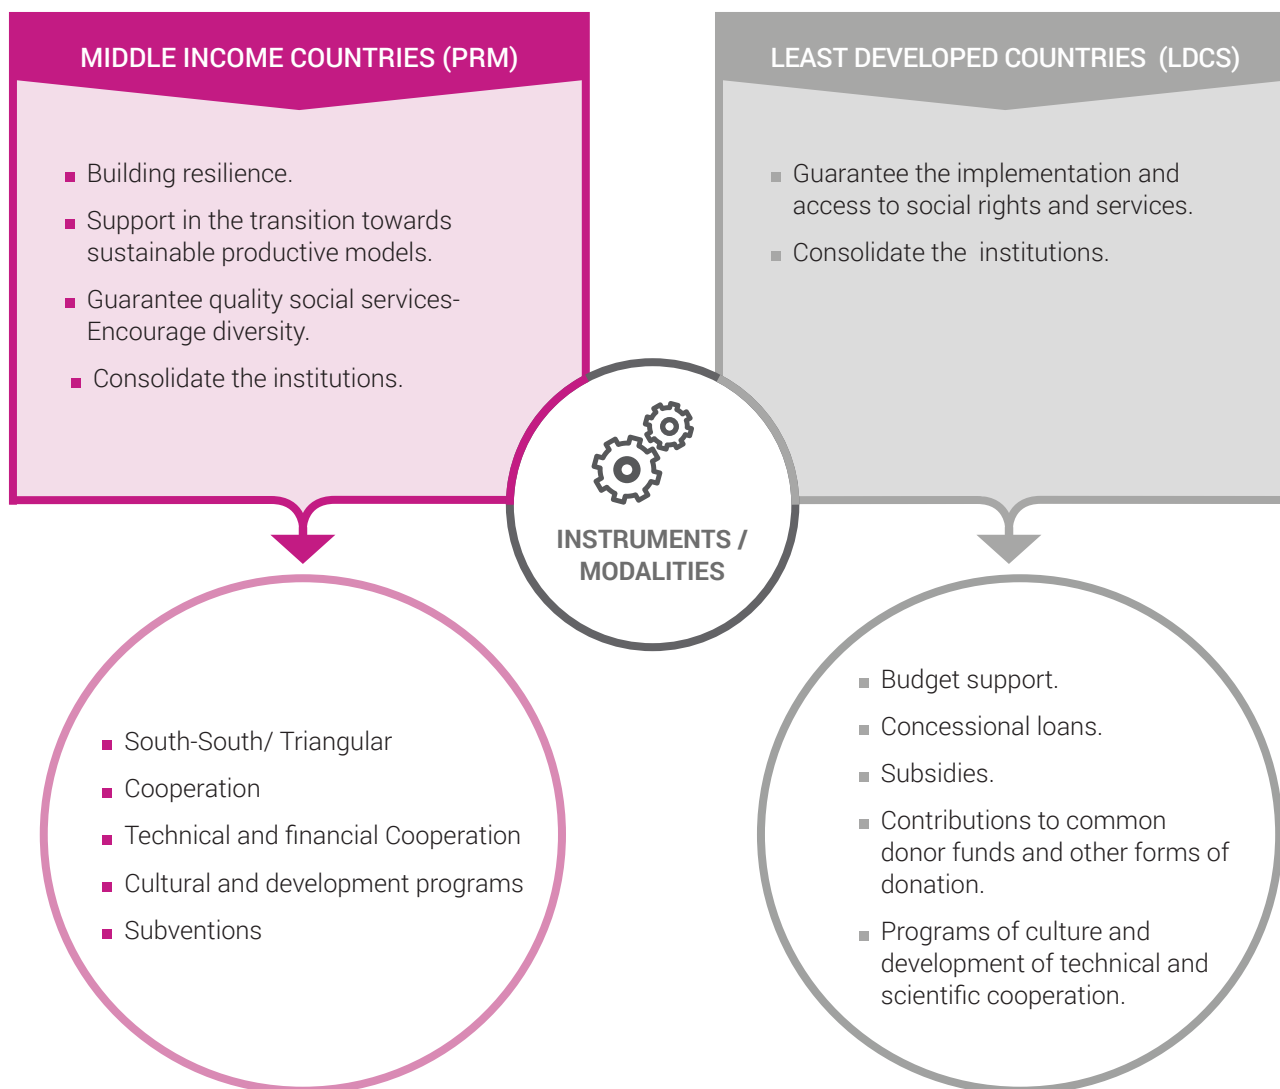 MIDDLE INCOME COUNTRIES (PRM)
Building resilience.
Support in the transition towards
sustainable productive models.
Guarantee quality social services-
Encourage diversity.
Consolidate the institutions.
LEAST DEVELOPED COUNTRIES (LDCS)
Guarantee the implementation and
access to social rights and services.
Consolidate the institutions.
INSTRUMENTS /
MODALITIES
South-South/ Triangular
Cooperation
Technical and financial Cooperation
Cultural and development programs
Subventions
Budget support.
Concessional loans.
Subsidies.
Contributions to common
donor funds and other forms of
donation.
Programs of culture and
development of technical and
scientific cooperation.